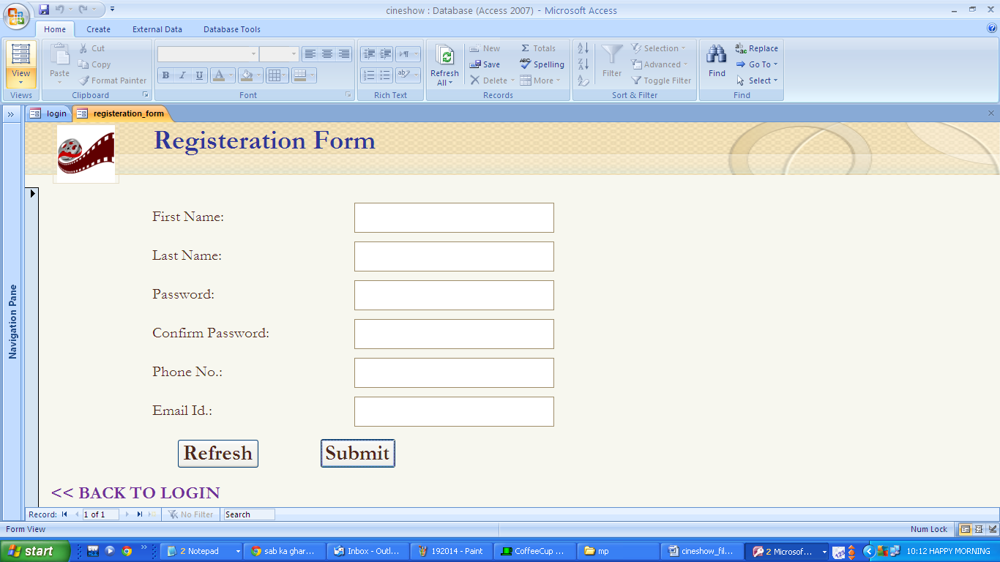 cineshow : Database (Access 2007) - Microsoft Access
Home Create External Data Database Tools
View Paste Cut Copy Format Painter
B I U
Refresh All New Save Delete Totals Spelling More
Filter Selection Advanced Toggle Filter
Find Replace Go To Select
Views Clipboard Font Rich Text Records Sort & Filter Find
login registeration_form
Navigation Pane
Registeration Form
First Name:
Last Name:
Password:
Confirm Password:
Phone No.:
Email Id.:
Refresh Submit
<< BACK TO LOGIN
Record: 1 of 1 No Filter Search
Form View Num Lock
start 2 Notepad sab ka ghar... Inbox - Outl... 192014 - Paint CoffeeCup ... mp cineshow_fil... 2 Microsof... 10:12 HAPPY MORNING